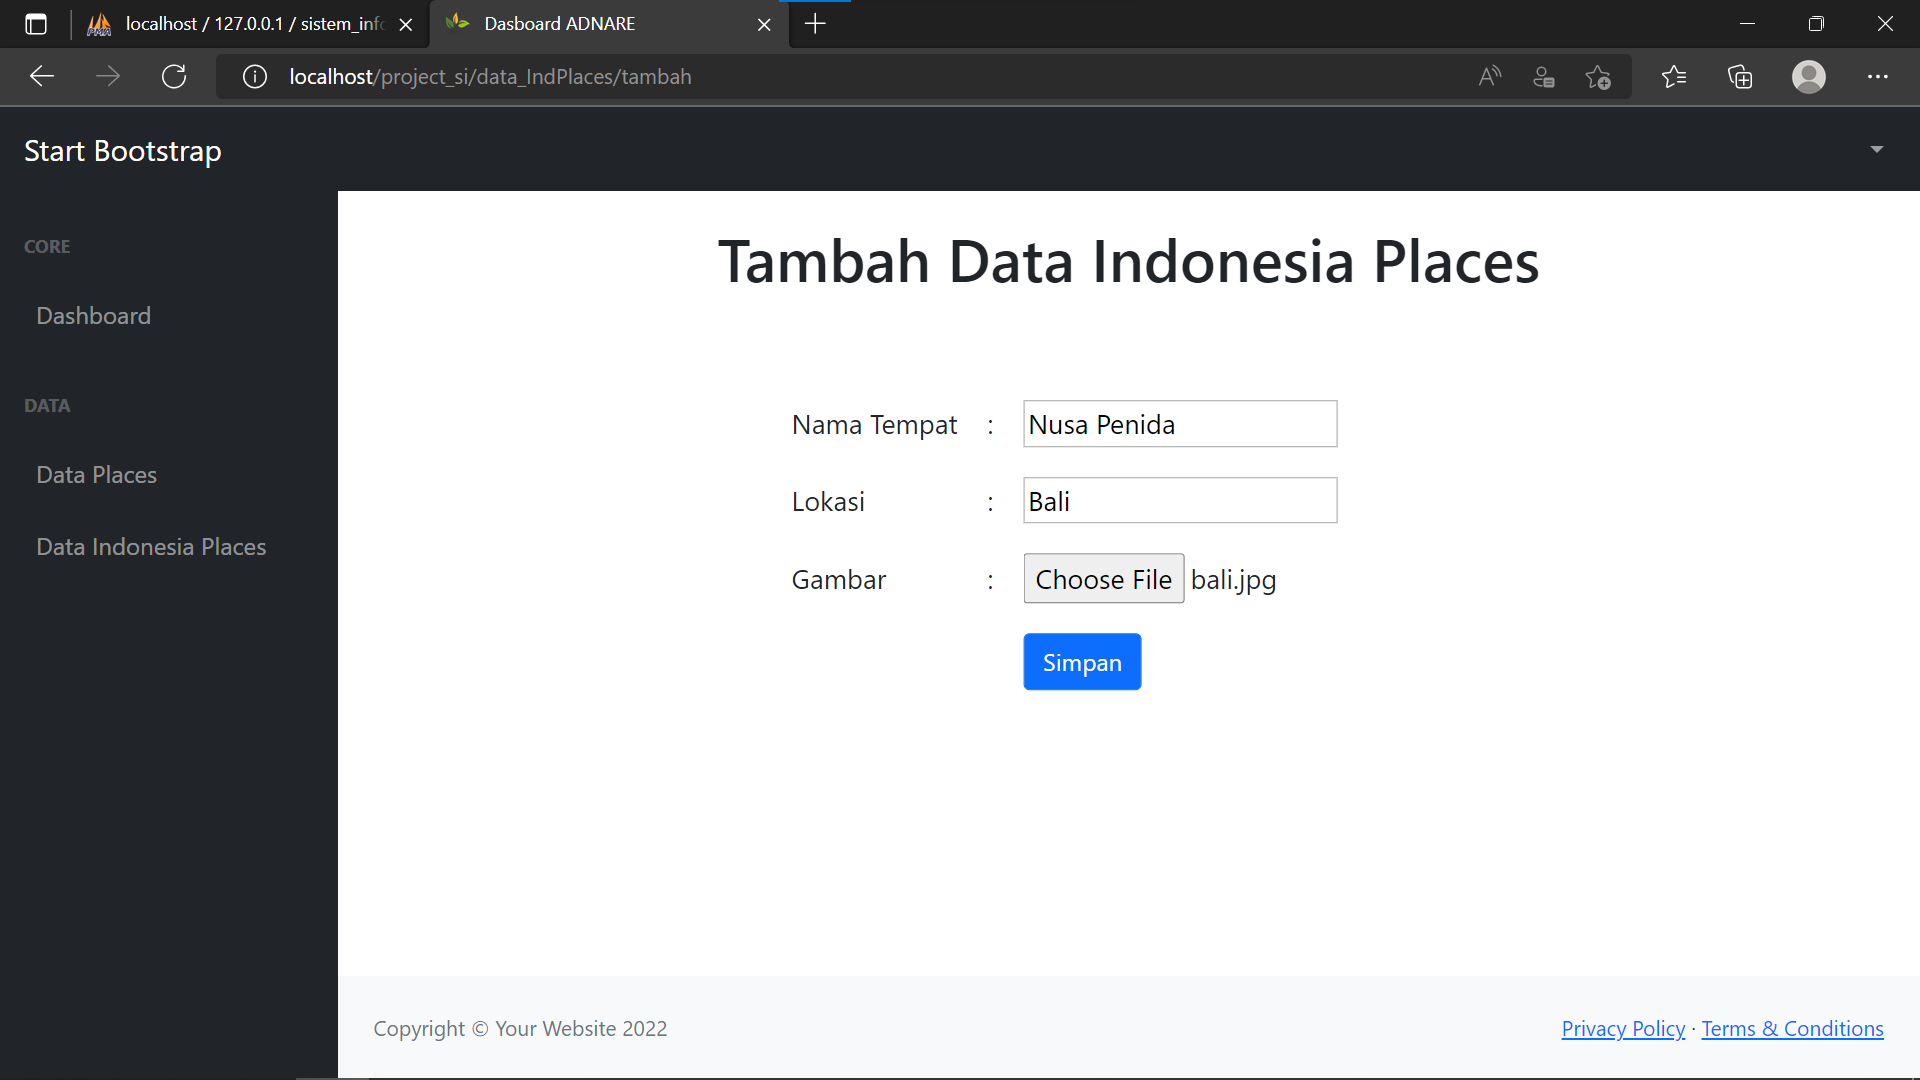 localhost / 127.0.0.1 / sistem_info
Dasboard ADNARE
localhost/project_si/data_IndPlaces/tambah
Start Bootstrap
CORE
Dashboard
DATA
Data Places
Data Indonesia Places
Tambah Data Indonesia Places
Nama Tempat : Nusa Penida
Lokasi : Bali
Gambar : Choose File bali.jpg
Simpan
Copyright © Your Website 2022
Privacy Policy · Terms & Conditions